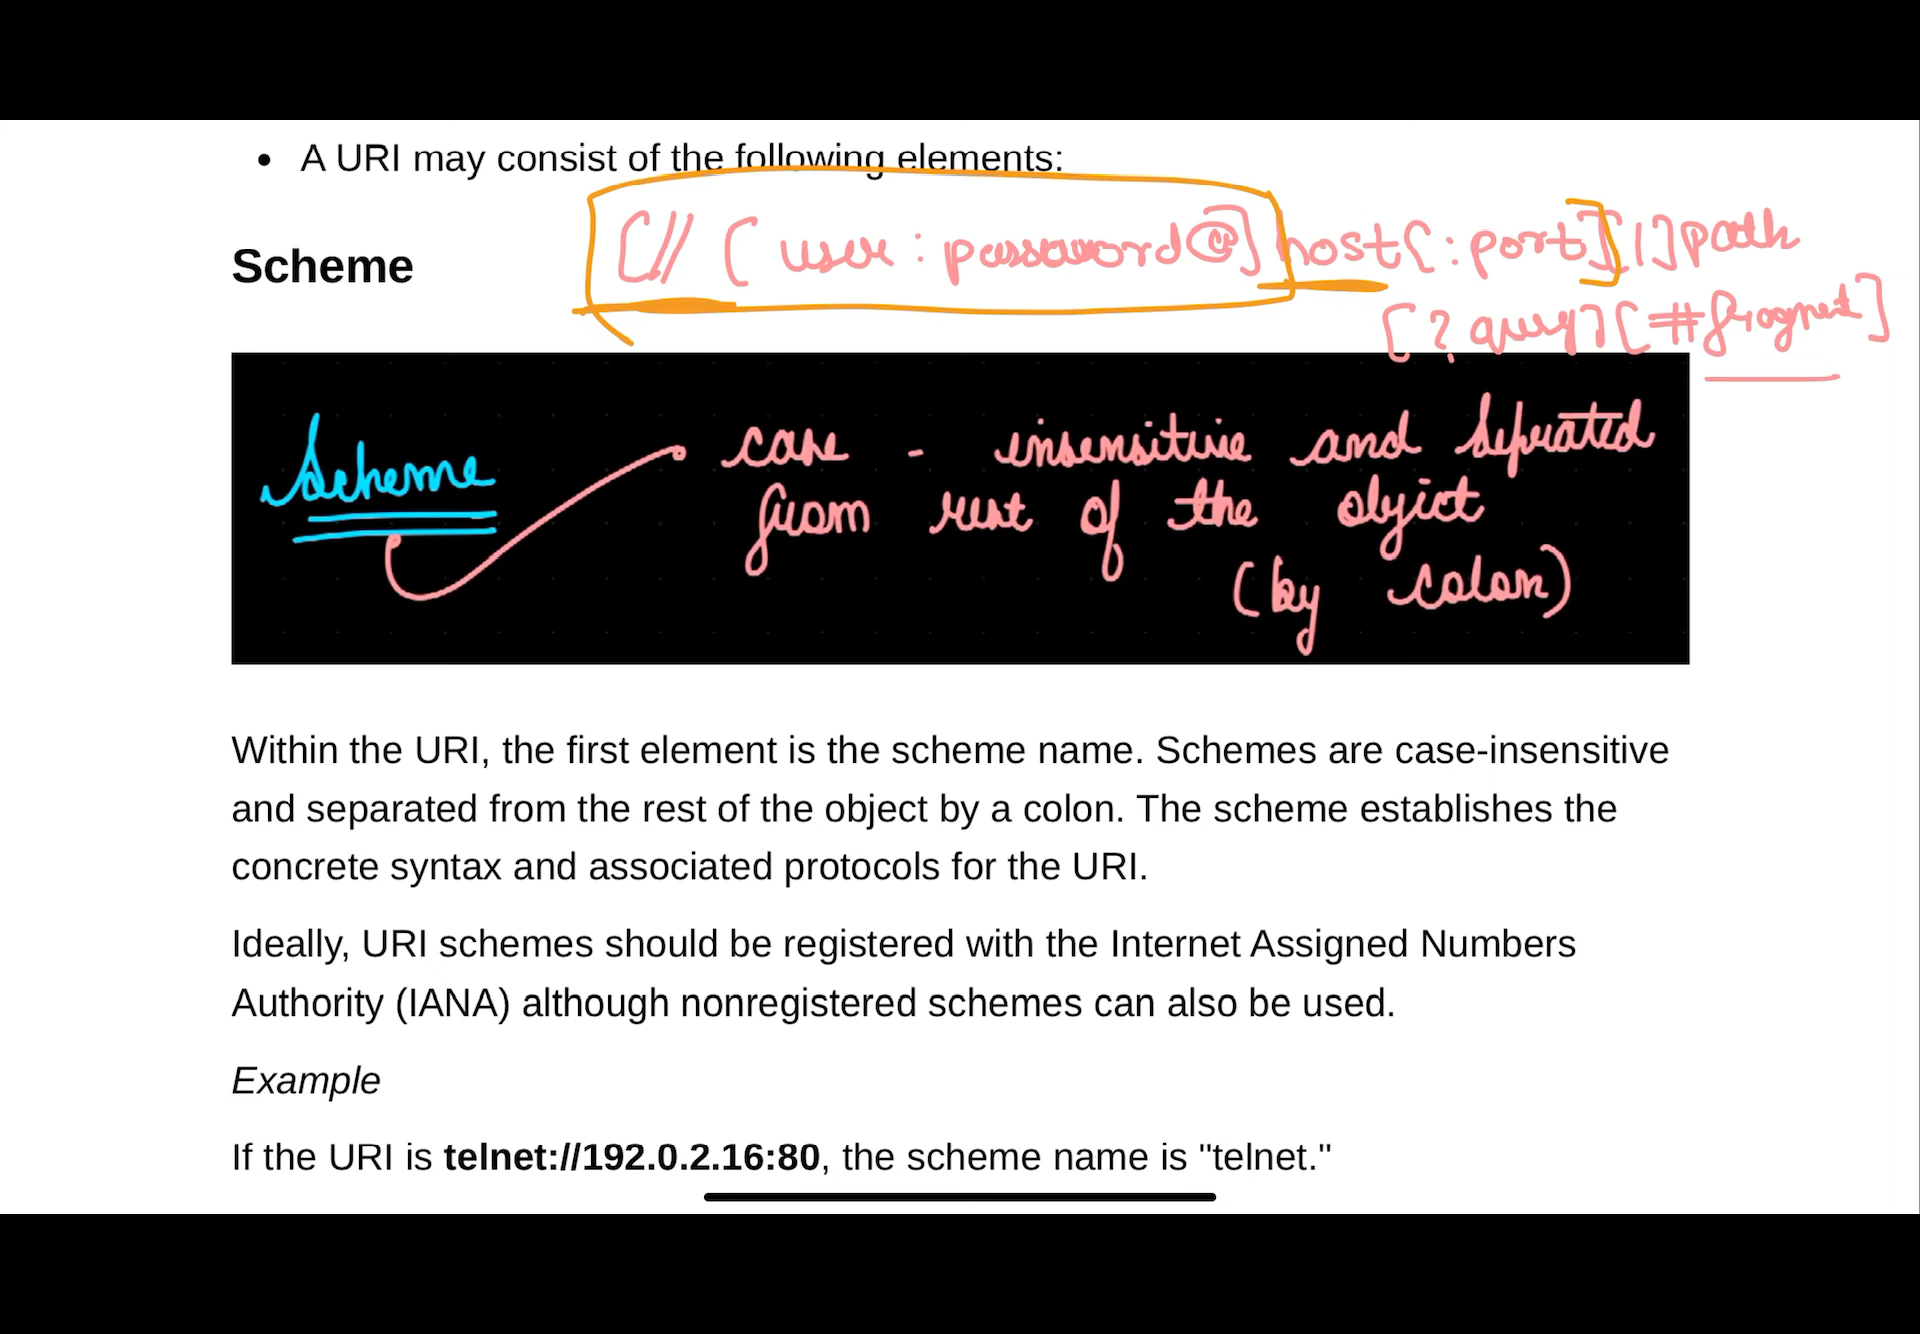 • A URI may consist of the following elements:
Scheme
[// [ user : password@] host[:port]][/]path
[? query][#fragment]
Scheme
case - insensitive and Seprated
from rest of the object
(by colon)
Within the URI, the first element is the scheme name. Schemes are case-insensitive
and separated from the rest of the object by a colon. The scheme establishes the
concrete syntax and associated protocols for the URI.
Ideally, URI schemes should be registered with the Internet Assigned Numbers
Authority (IANA) although nonregistered schemes can also be used.
Example
If the URI is telnet://192.0.2.16:80, the scheme name is "telnet."